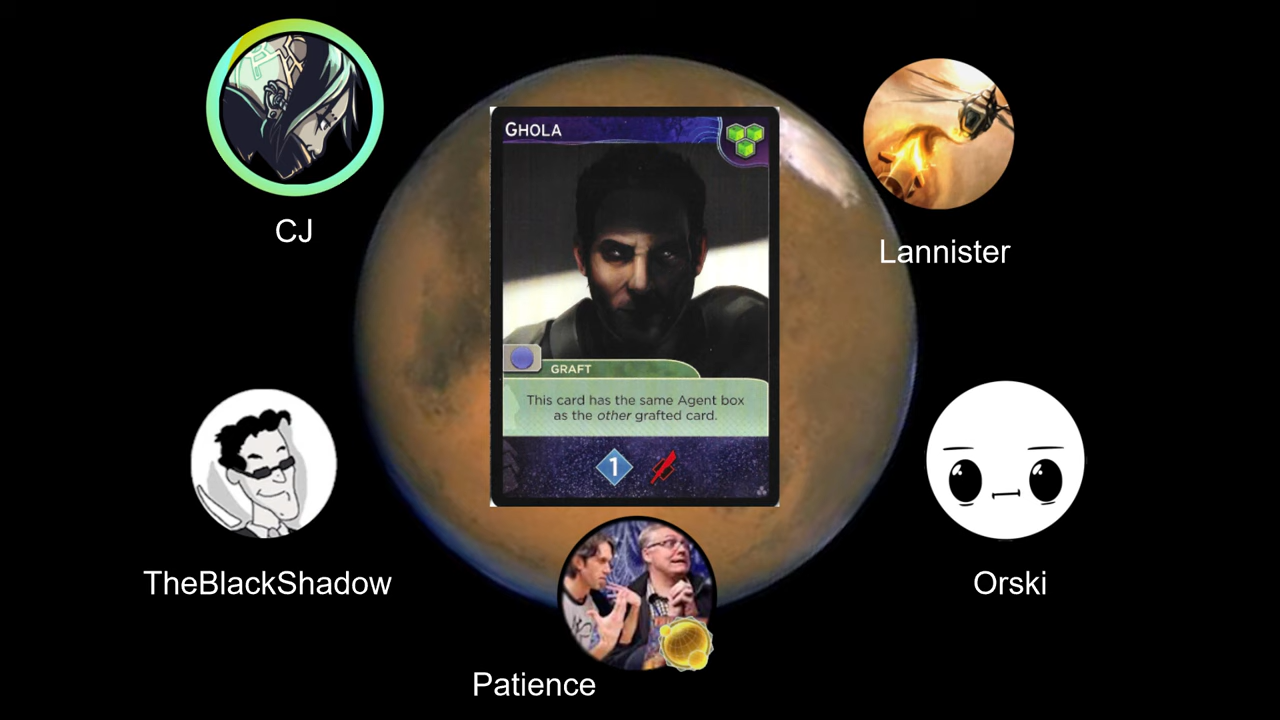 CJ
Lannister
GHOLA
GRAFT
This card has the same Agent box
as the other grafted card.
1
TheBlackShadow
Orski
Patience